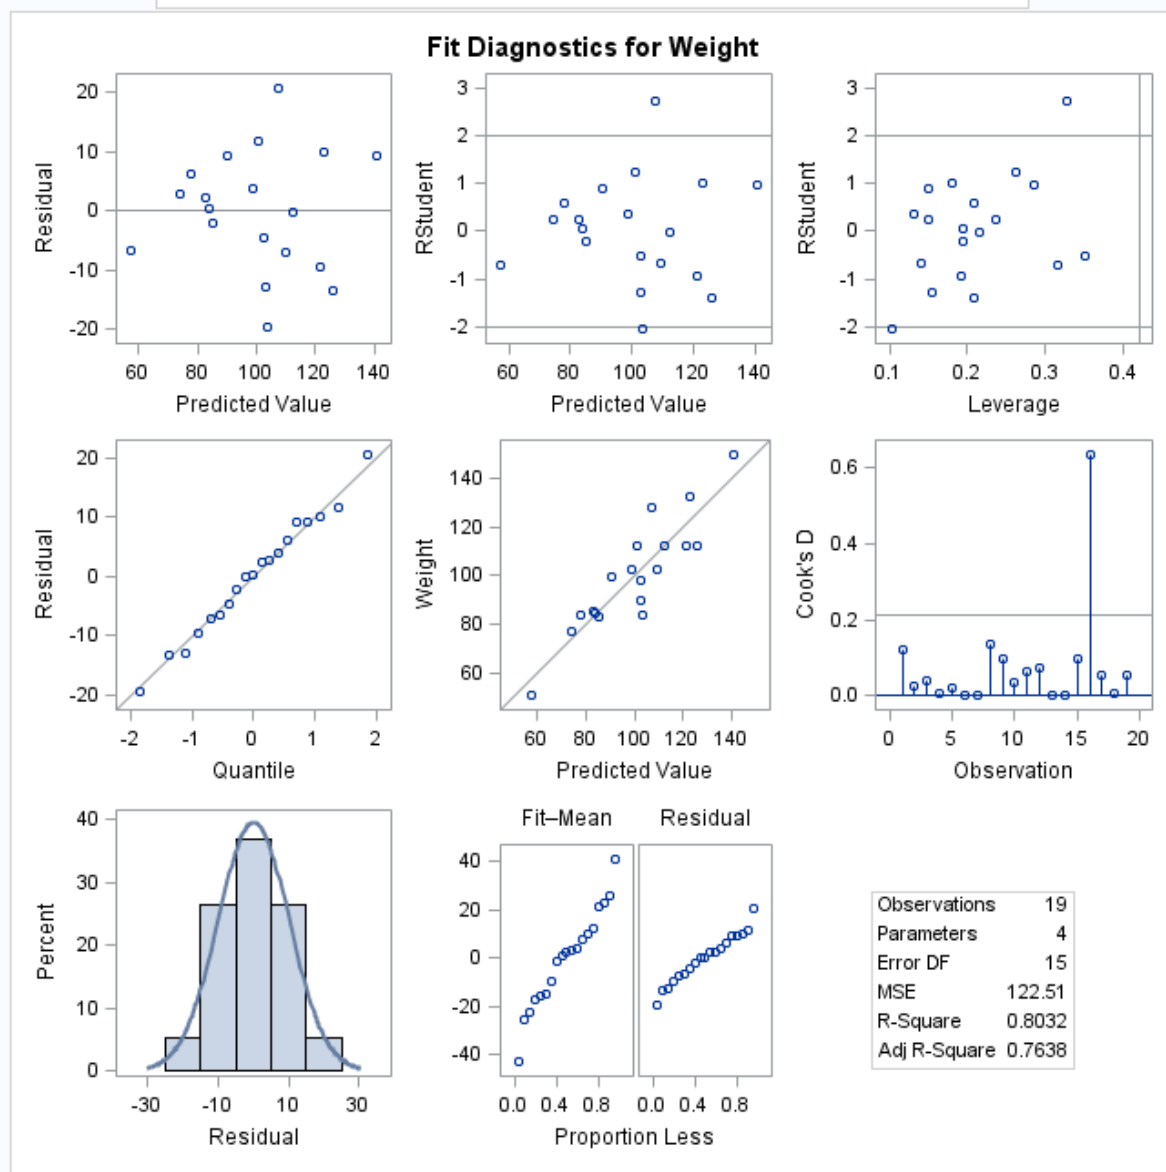 Fit Diagnostics for Weight
Residual
20
10
0
-10
-20
60 80 100 120 140
Predicted Value
RStudent
3
2
1
0
-1
-2
60 80 100 120 140
Predicted Value
RStudent
3
2
1
0
-1
-2
0.1 0.2 0.3 0.4
Leverage
Residual
20
10
0
-10
-20
-2 -1 0 1 2
Quantile
Weight
140
120
100
80
60
60 80 100 120 140
Predicted Value
Cook's D
0.6
0.4
0.2
0.0
0 5 10 15 20
Observation
Percent
40
30
20
10
0
-30 -10 10 30
Residual
Fit–Mean Residual
40
20
0
-20
-40
0.0 0.4 0.8 0.0 0.4 0.8
Proportion Less
Observations 19
Parameters 4
Error DF 15
MSE 122.51
R-Square 0.8032
Adj R-Square 0.7638